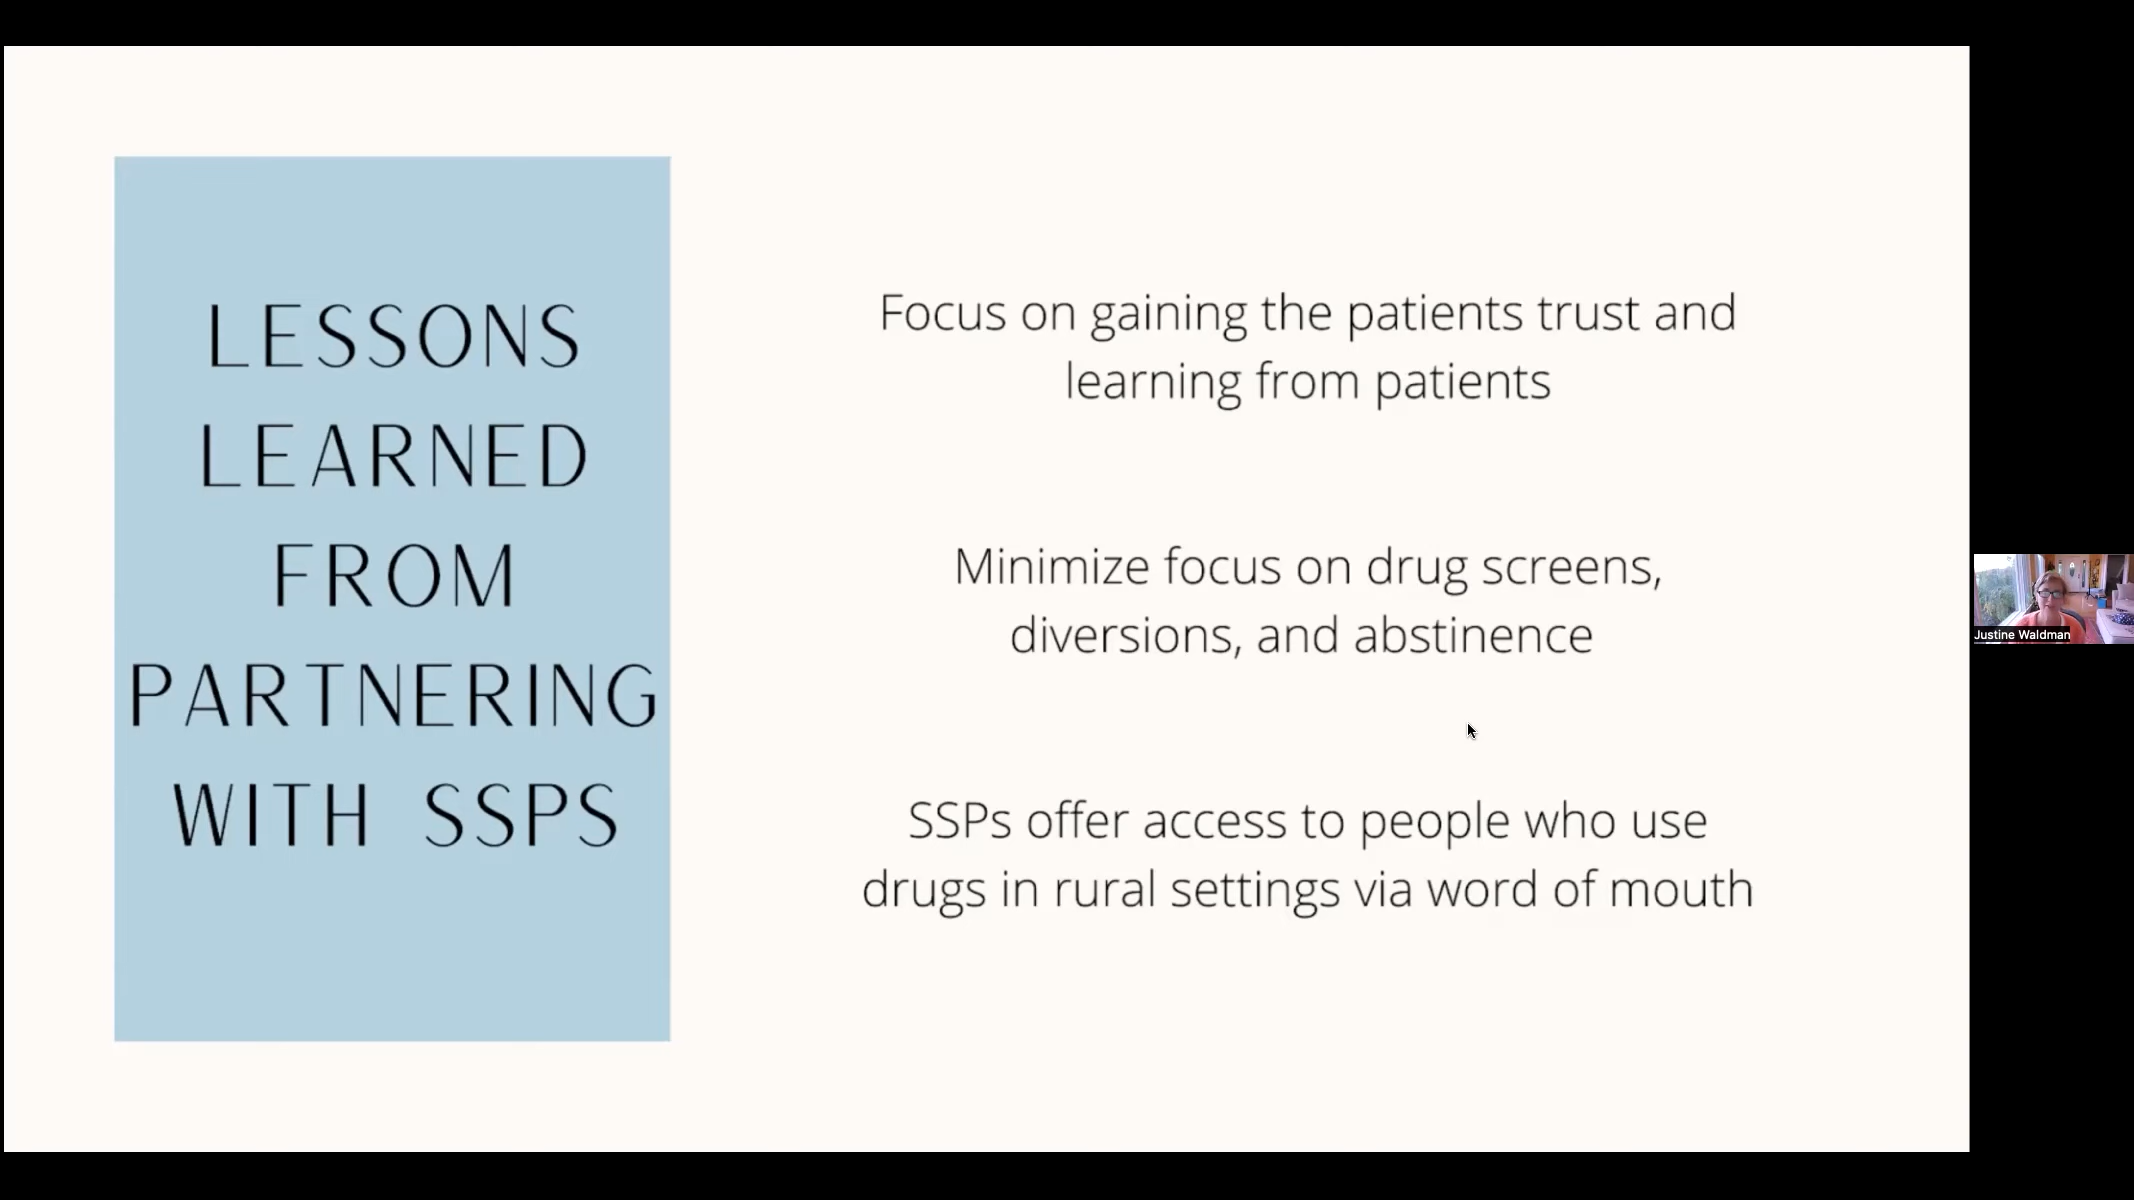 LESSONS
LEARNED
FROM
PARTNERING
WITH SSPS
Focus on gaining the patients trust and
learning from patients
Minimize focus on drug screens,
diversions, and abstinence
SSPs offer access to people who use
drugs in rural settings via word of mouth
Justine Waldman